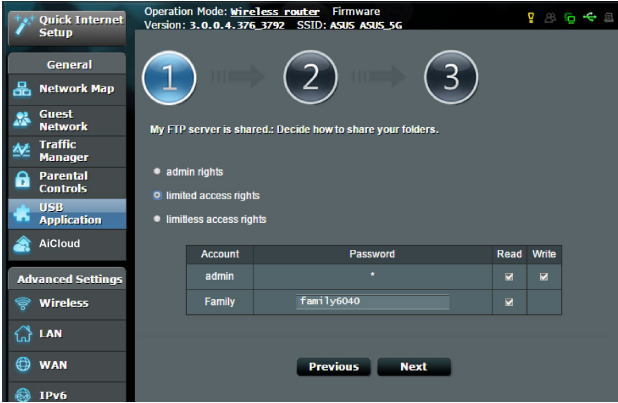 Quick Internet
Setup
Operation Mode: Wireless router Firmware
Version: 3.0.0.4.376_3792 SSID: ASUS ASUS_5G
General
Network Map
Guest
Network
Traffic
Manager
Parental
Controls
USB
Application
AiCloud
Advanced Settings
Wireless
LAN
WAN
IPv6
1 2 3
My FTP server is shared.: Decide how to share your folders.
admin rights
limited access rights
limitless access rights
Account Password Read Write
admin *
Family family6040
Previous Next